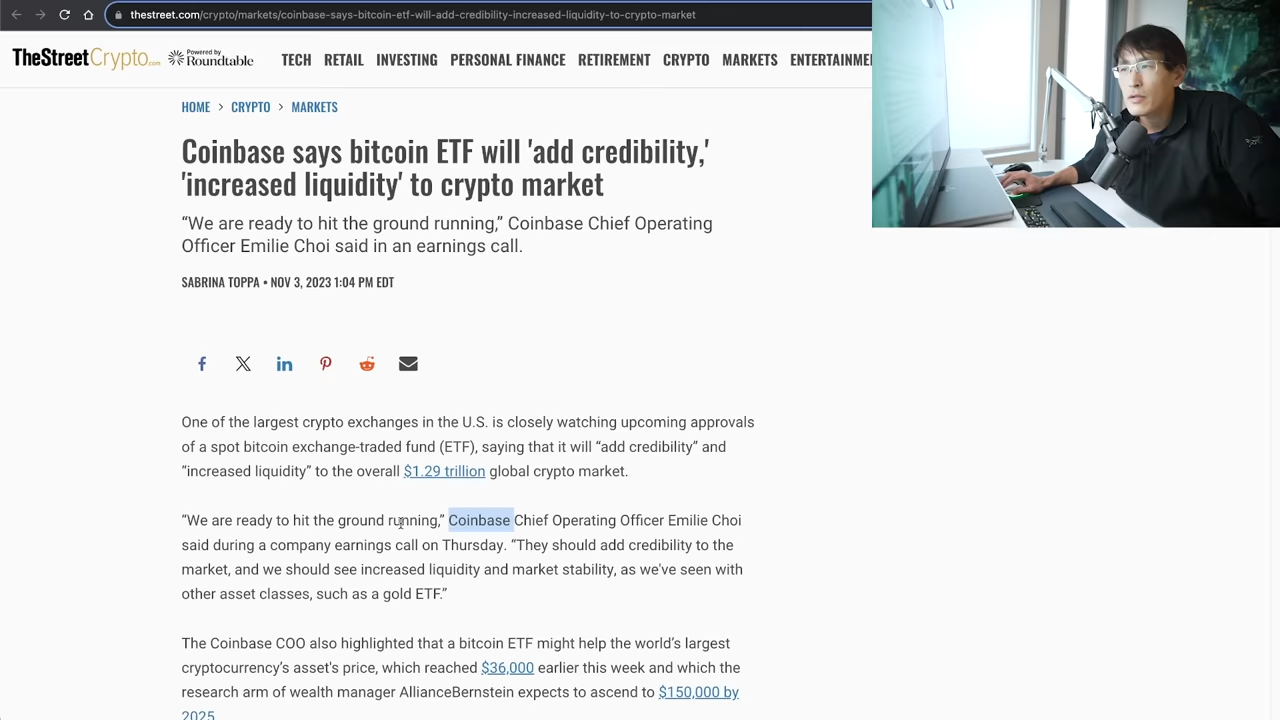 thestreet.com/crypto/markets/coinbase-says-bitcoin-etf-will-add-credibility-increased-liquidity-to-crypto-market
TheStreetCrypto.com Powered by Roundtable TECH RETAIL INVESTING PERSONAL FINANCE RETIREMENT CRYPTO MARKETS ENTERTAINME
HOME > CRYPTO > MARKETS
Coinbase says bitcoin ETF will 'add credibility,'
'increased liquidity' to crypto market
“We are ready to hit the ground running,” Coinbase Chief Operating
Officer Emilie Choi said in an earnings call.
SABRINA TOPPA • NOV 3, 2023 1:04 PM EDT
One of the largest crypto exchanges in the U.S. is closely watching upcoming approvals
of a spot bitcoin exchange-traded fund (ETF), saying that it will “add credibility” and
“increased liquidity” to the overall $1.29 trillion global crypto market.
“We are ready to hit the ground running,” Coinbase Chief Operating Officer Emilie Choi
said during a company earnings call on Thursday. “They should add credibility to the
market, and we should see increased liquidity and market stability, as we've seen with
other asset classes, such as a gold ETF.”
The Coinbase COO also highlighted that a bitcoin ETF might help the world’s largest
cryptocurrency’s asset's price, which reached $36,000 earlier this week and which the
research arm of wealth manager AllianceBernstein expects to ascend to $150,000 by
2025